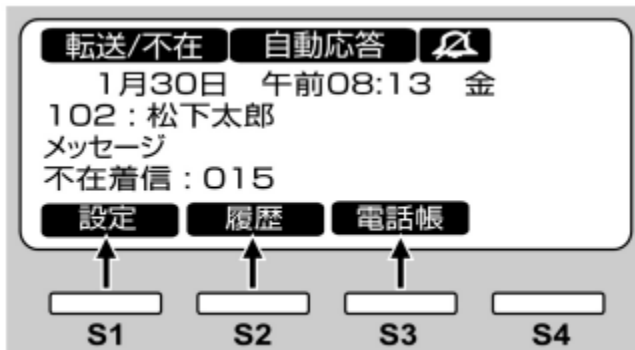 転送/不在 自動応答
1月30日 午前08:13 金
102:松下太郎
メッセージ
不在着信:015
設定 履歴 電話帳
S1 S2 S3 S4